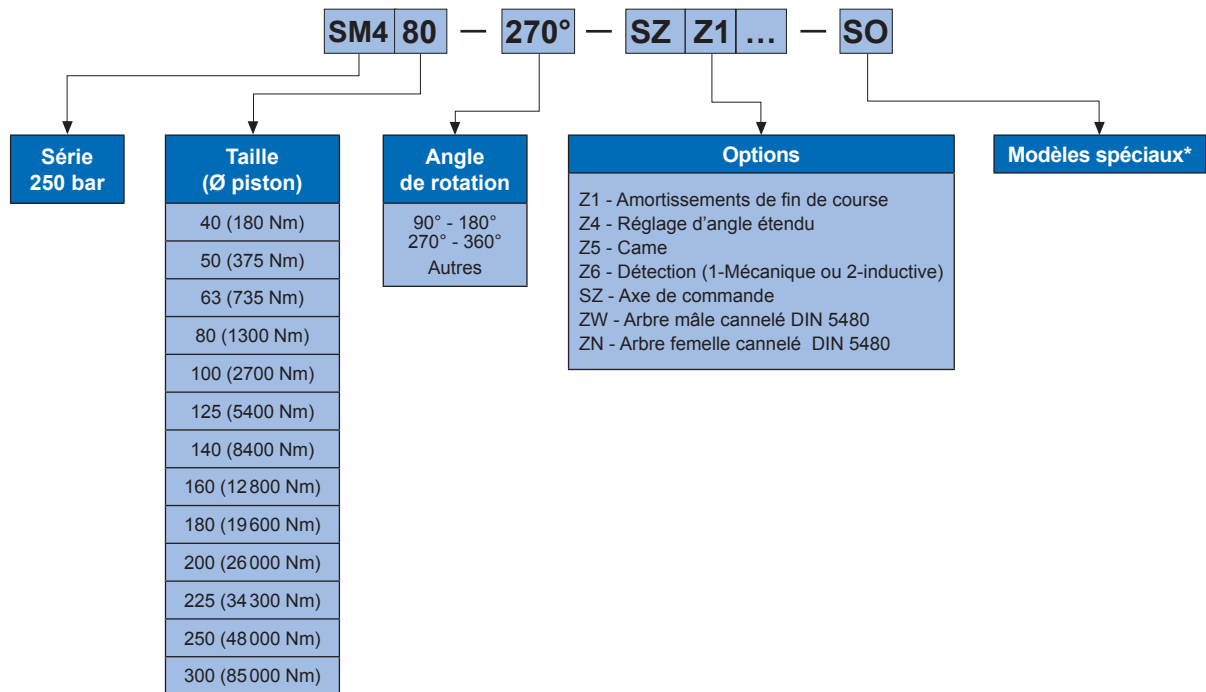 SM4 80 — 270° — SZ Z1 ... — SO
Série
250 bar
Taille
(Ø piston)
40 (180 Nm)
50 (375 Nm)
63 (735 Nm)
80 (1300 Nm)
100 (2700 Nm)
125 (5400 Nm)
140 (8400 Nm)
160 (12 800 Nm)
180 (19 600 Nm)
200 (26 000 Nm)
225 (34 300 Nm)
250 (48 000 Nm)
300 (85 000 Nm)
Angle
de rotation
90° - 180°
270° - 360°
Autres
Options
Z1 - Amortissements de fin de course
Z4 - Réglage d'angle étendu
Z5 - Came
Z6 - Détection (1-Mécanique ou 2-inductive)
SZ - Axe de commande
ZW - Arbre mâle cannelé DIN 5480
ZN - Arbre femelle cannelé DIN 5480
Modèles spéciaux*